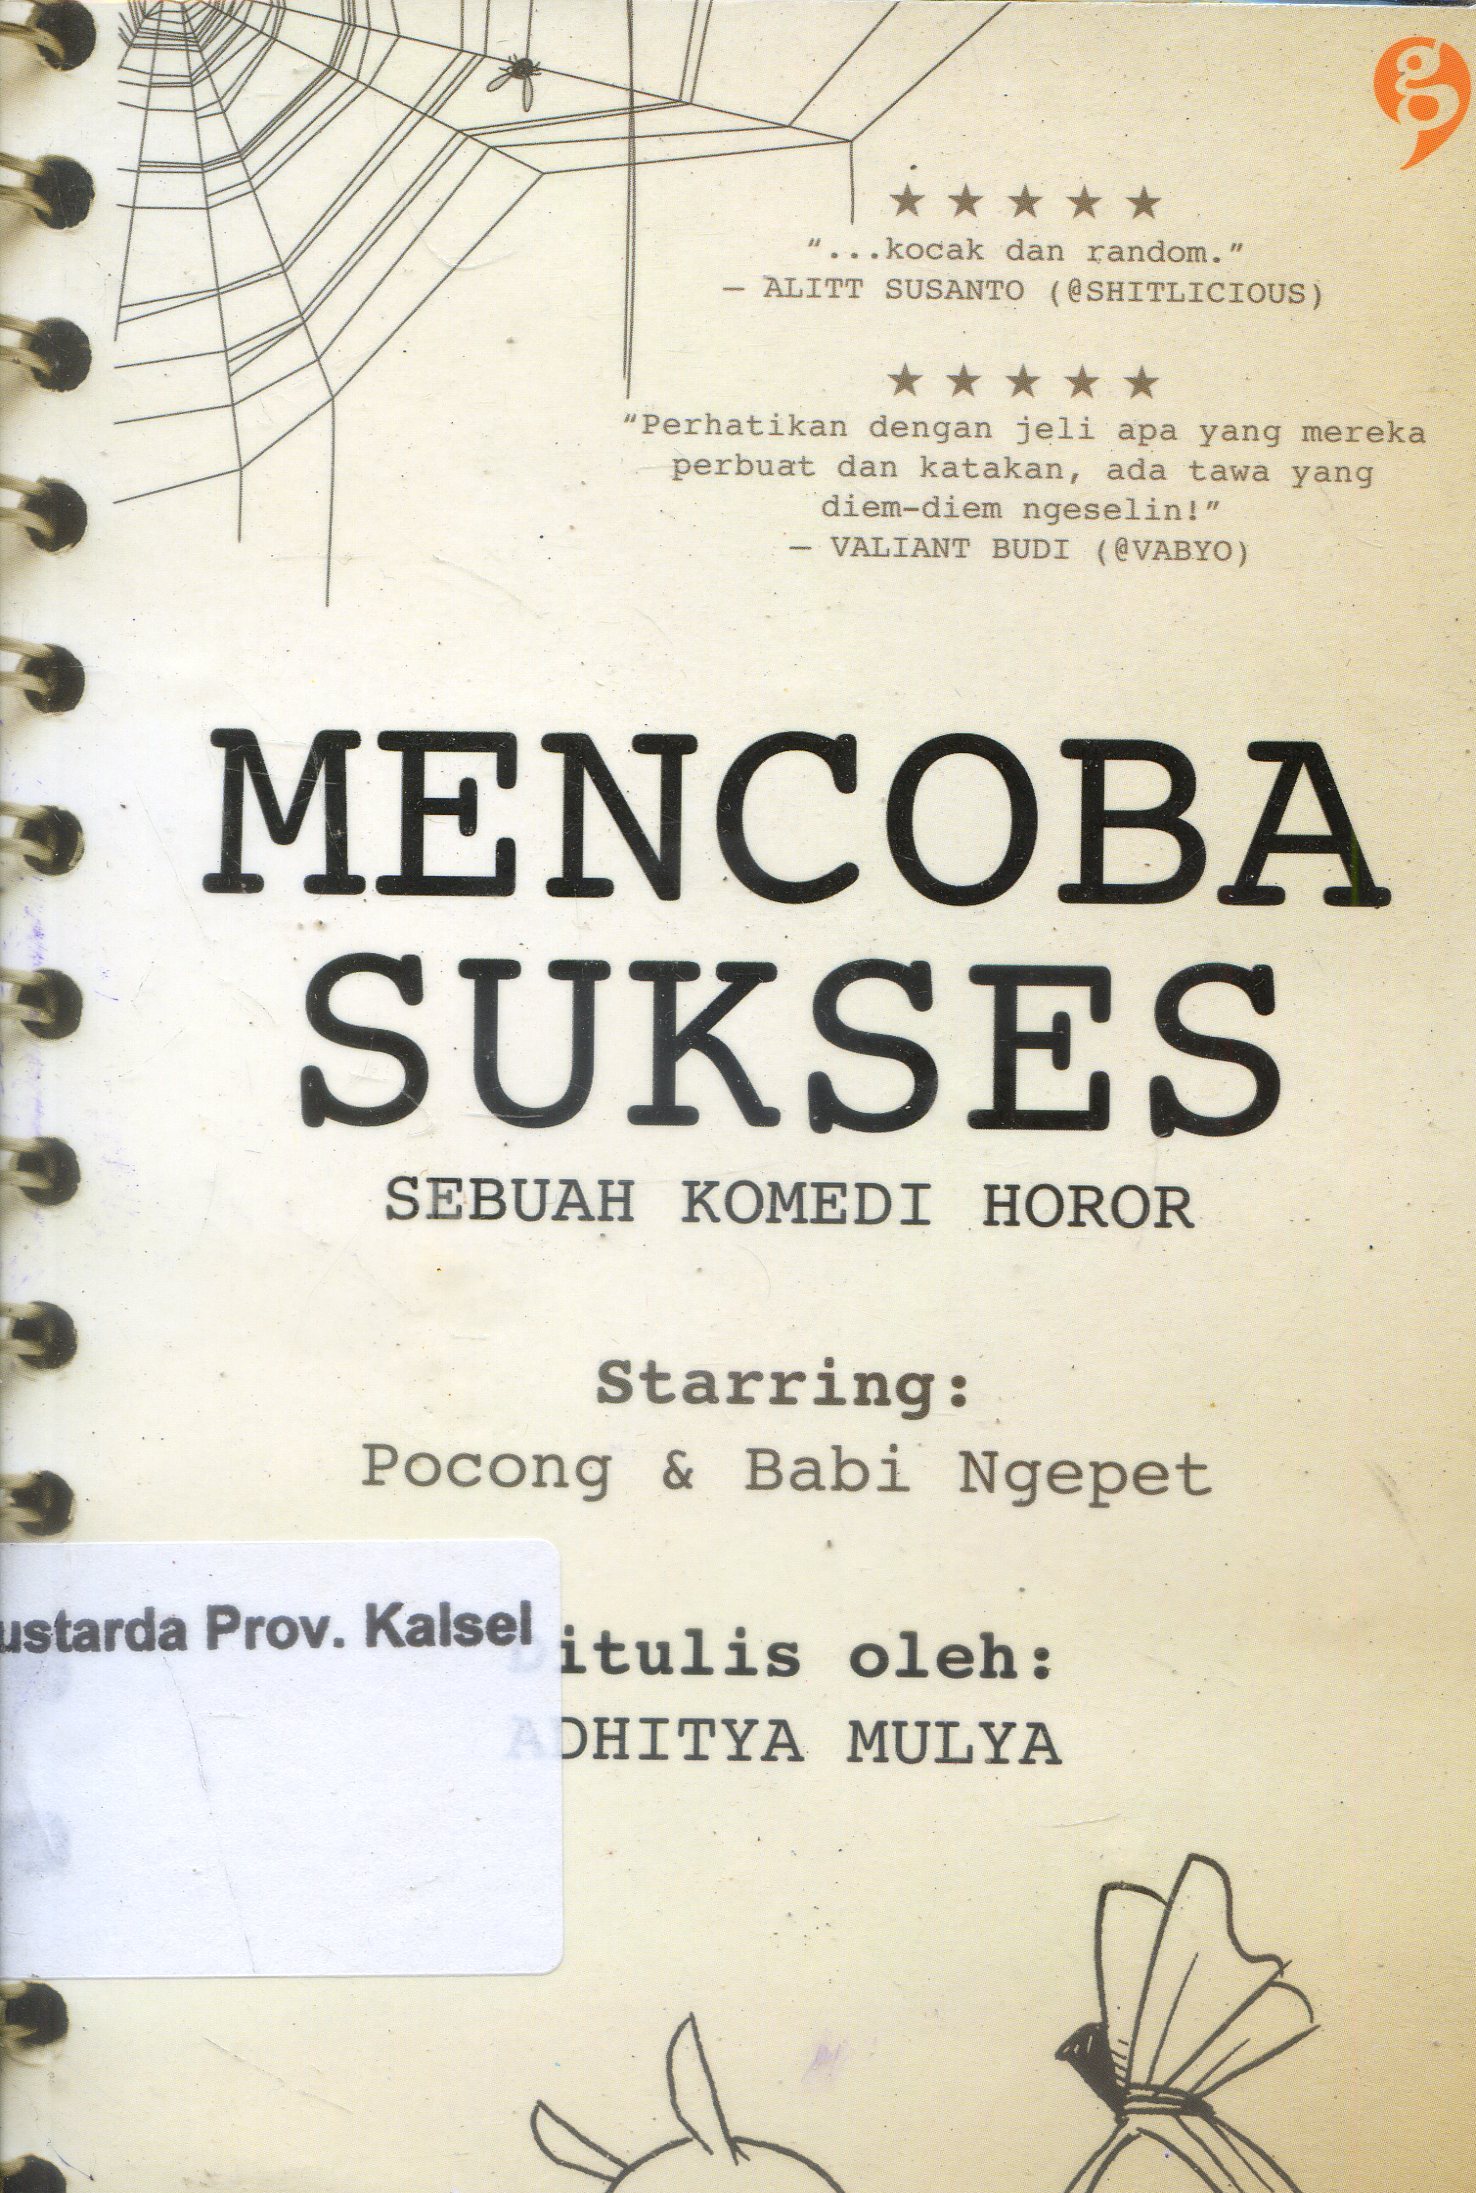 ★★★★★
"...kocak dan random."
— ALITT SUSANTO (@SHITLICIOUS)
★★★★★
"Perhatikan dengan jeli apa yang mereka
perbuat dan katakan, ada tawa yang
diem-diem ngeselin!"
— VALIANT BUDI (@VABYO)
MENCOBA
SUKSES
SEBUAH KOMEDI HOROR
Starring:
Pocong & Babi Ngepet
ustarda Prov. Kalsel
Ditulis oleh:
ADHITYA MULYA